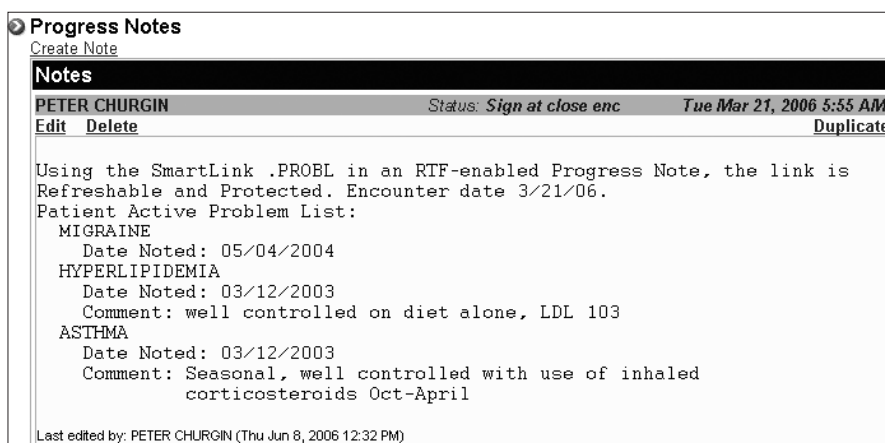 Progress Notes
Create Note
Notes
PETER CHURGIN Status: Sign at close enc Tue Mar 21, 2006 5:55 AM
Edit Delete Duplicate
Using the SmartLink .PROBL in an RTF-enabled Progress Note, the link is
Refreshable and Protected. Encounter date 3/21/06.
Patient Active Problem List:
MIGRAINE
Date Noted: 05/04/2004
HYPERLIPIDEMIA
Date Noted: 03/12/2003
Comment: well controlled on diet alone, LDL 103
ASTHMA
Date Noted: 03/12/2003
Comment: Seasonal, well controlled with use of inhaled
corticosteroids Oct-April
Last edited by: PETER CHURGIN (Thu Jun 8, 2006 12:32 PM)